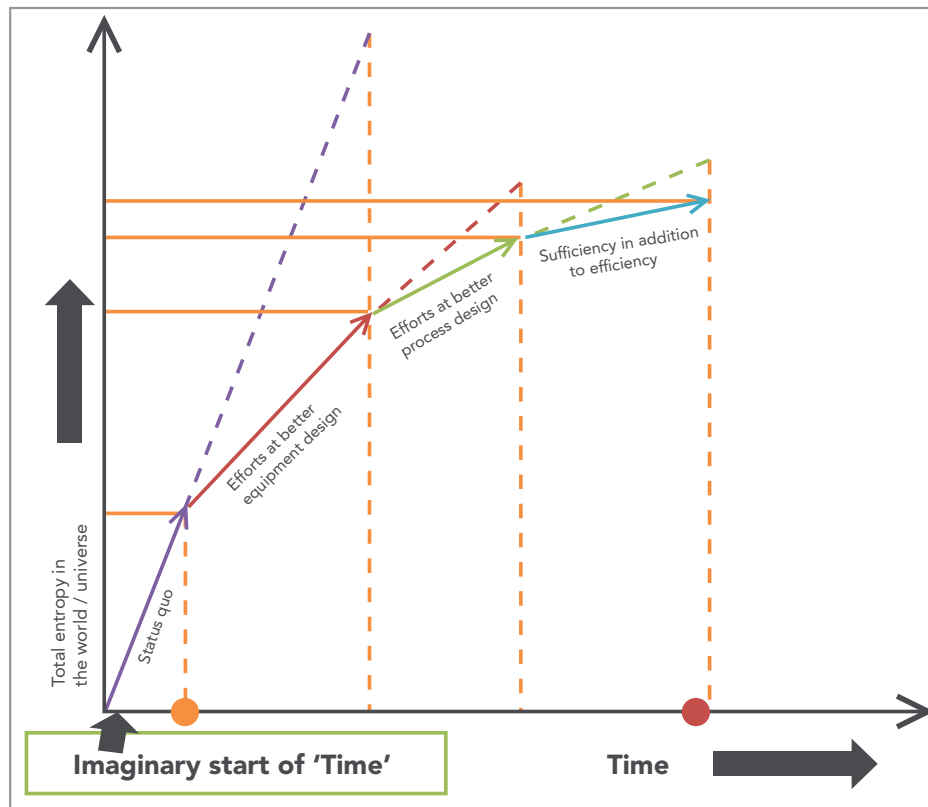 Sufficiency in addition
to efficiency
Efforts at better
process design
Efforts at better
equipment design
Total entropy in
the world / universe
Status quo
Imaginary start of ‘Time’
Time